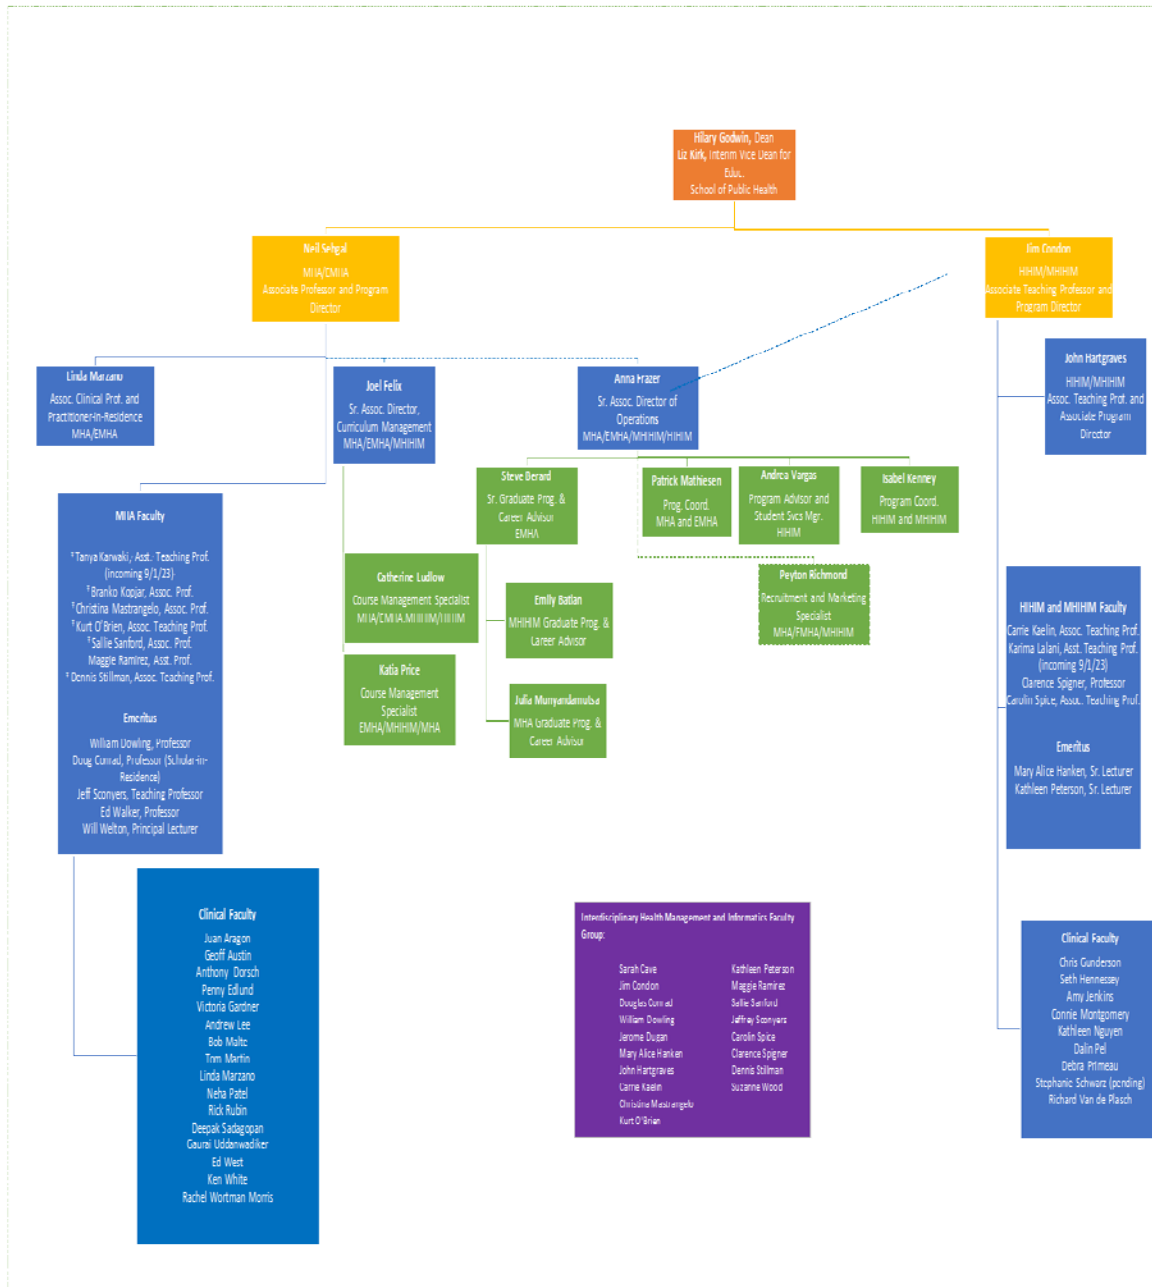 Hilary Godwin, Dean
Liz Kirk, Interim Vice Dean for
Educ.
School of Public Health
Neil Sehgal
MHA/EMHA
Associate Professor and Program
Director
Jim Condon
HIHIM/MHIHIM
Associate Teaching Professor and
Program Director
Linda Marzano
Assoc. Clinical Prof. and
Practitioner-in-Residence
MHA/EMHA
Joel Felix
Sr. Assoc. Director,
Curriculum Management
MHA/EMHA/MHIHIM
Anna Frazer
Sr. Assoc. Director of
Operations
MHA/EMHA/MHIHIM/HIHIM
John Hartgraves
HIHIM/MHIHIM
Assoc. Teaching Prof. and
Associate Program
Director
Steve Berard
Sr. Graduate Prog. &
Career Advisor
EMHA
Patrick Mathiesen
Prog. Coord.
MHA and EMHA
Andrea Vargas
Program Advisor and
Student Svcs Mgr.
HIHIM
Isabel Kenney
Program Coord.
HIHIM and MHIHIM
MHA Faculty
Tanya Karwaki, Asst. Teaching Prof.
(incoming 9/1/23)
Branko Kopjar, Assoc. Prof.
Christina Mastrangelo, Assoc. Prof.
Kurt O'Brien, Assoc. Teaching Prof.
Sallie Sanford, Assoc. Prof.
Maggie Ramirez, Asst. Prof.
Dennis Stillman, Assoc. Teaching Prof.
Emeritus
William Dowling, Professor
Doug Conrad, Professor (Scholar-in-
Residence)
Jeff Sconyers, Teaching Professor
Ed Walker, Professor
Will Welton, Principal Lecturer
Catherine Ludlow
Course Management Specialist
MHA/EMHA.MHIHIM/HIHIM
Katia Price
Course Management
Specialist
EMHA/MHIHIM/MHA
Emily Batlan
MHIHIM Graduate Prog. &
Career Advisor
Julia Munyandamutsa
MHA Graduate Prog. &
Career Advisor
Peyton Richmond
Recruitment and Marketing
Specialist
MHA/EMHA/MHIHIM
HIHIM and MHIHIM Faculty
Carrie Kaelin, Assoc. Teaching Prof.
Karima Lalani, Asst. Teaching Prof.
(incoming 9/1/23)
Clarence Spigner, Professor
Carolin Spice, Assoc. Teaching Prof.
Emeritus
Mary Alice Hanken, Sr. Lecturer
Kathleen Peterson, Sr. Lecturer
Clinical Faculty
Juan Aragon
Geoff Austin
Anthony Dorsch
Penny Edlund
Victoria Gardner
Andrew Lee
Bob Malte
Tom Martin
Linda Marzano
Neha Patel
Rick Rubin
Deepak Sadagopan
Gaurai Uddanwadiker
Ed West
Ken White
Rachel Wortman Morris
Interdisciplinary Health Management and Informatics Faculty
Group:
Sarah Cave
Jim Condon
Douglas Conrad
William Dowling
Jerome Dugan
Mary Alice Hanken
John Hartgraves
Carrie Kaelin
Christina Mastrangelo
Kurt O'Brien
Kathleen Peterson
Maggie Ramirez
Sallie Sanford
Jeffrey Sconyers
Carolin Spice
Clarence Spigner
Dennis Stillman
Suzanne Wood
Clinical Faculty
Chris Gunderson
Seth Hennessey
Amy Jenkins
Connie Montgomery
Kathleen Nguyen
Dalin Pel
Debra Primeau
Stephanie Schwarz (pending)
Richard Van de Plasch